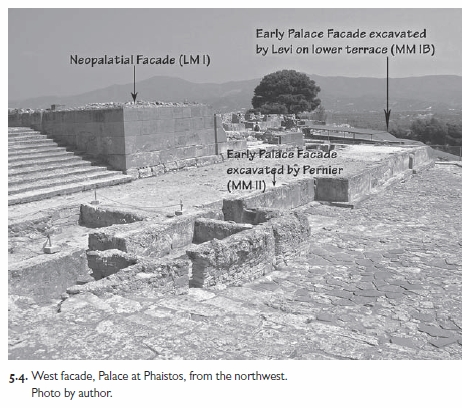 Early Palace Facade excavated
by Levi on lower terrace (MM IB)
Neopalatial Facade (LM I)
Early Palace Facade
excavated by Pernier
(MM II)
5.4. West facade, Palace at Phaistos, from the northwest.
Photo by author.